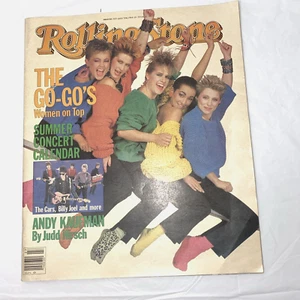 Rolling Stone
THE
GO-GO'S
Women on Top
SUMMER
CONCERT
CALENDAR
The Cars, Billy Joel and more
ANDY KAUFMAN
By Judd Hirsch